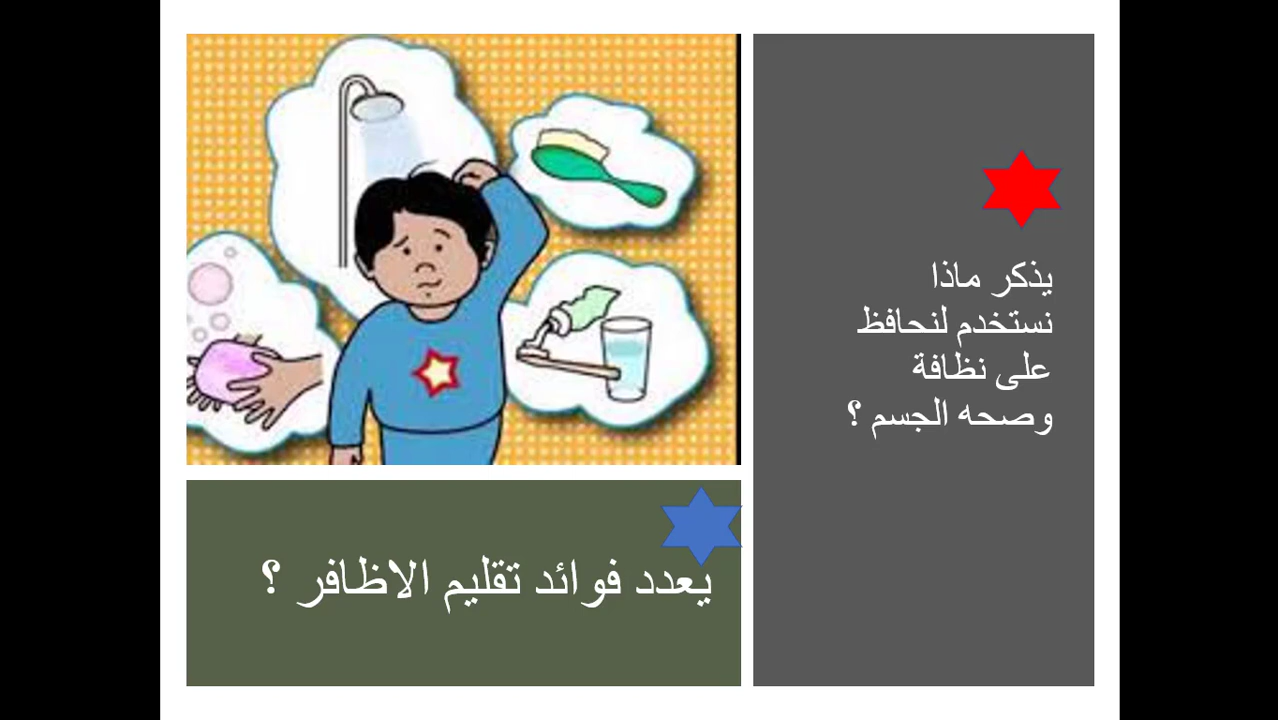 يذكر ماذا
نستخدم لنحافظ
على نظافة
وصحه الجسم ؟
يعدد فوائد تقليم الاظافر ؟